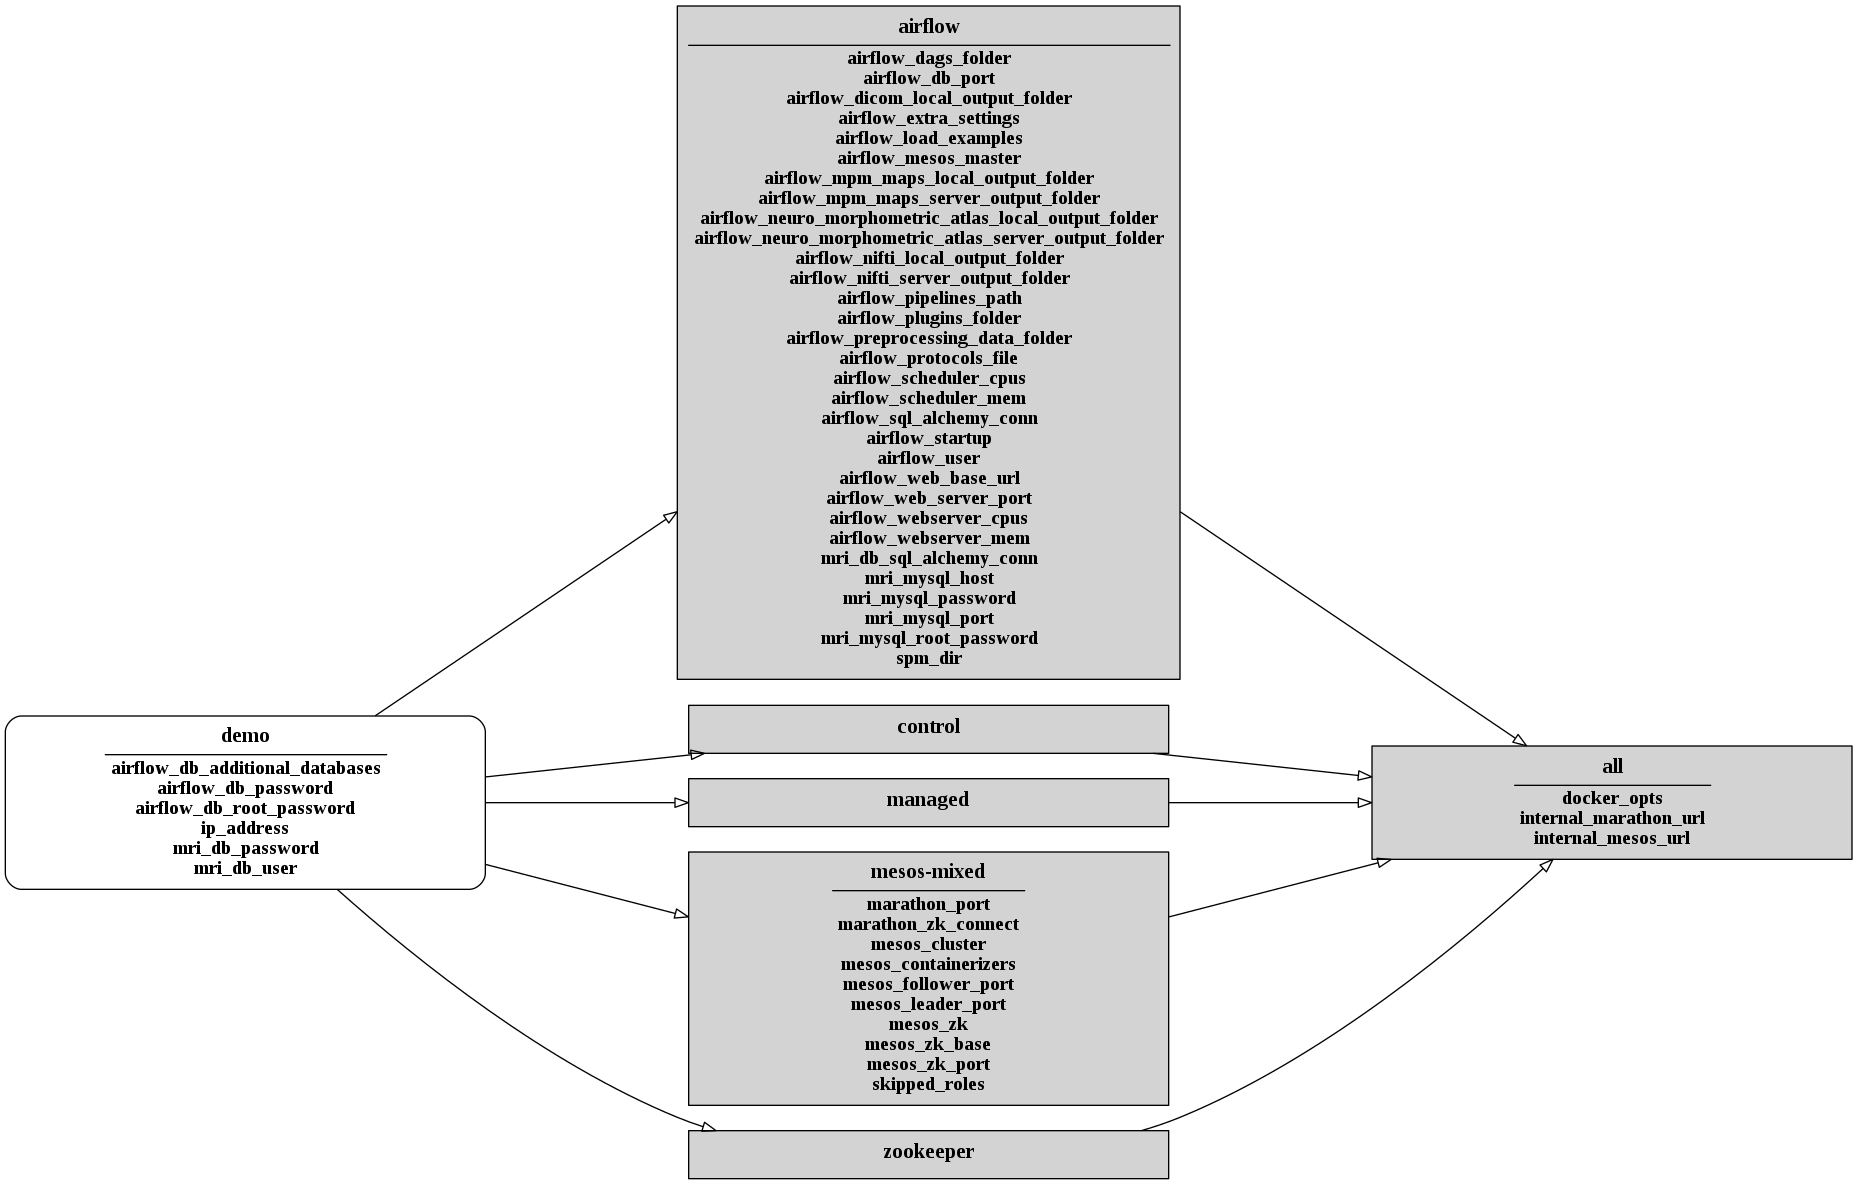 airflow
airflow_dags_folder
airflow_db_port
airflow_dicom_local_output_folder
airflow_extra_settings
airflow_load_examples
airflow_mesos_master
airflow_mpm_maps_local_output_folder
airflow_mpm_maps_server_output_folder
airflow_neuro_morphometric_atlas_local_output_folder
airflow_neuro_morphometric_atlas_server_output_folder
airflow_nifti_local_output_folder
airflow_nifti_server_output_folder
airflow_pipelines_path
airflow_plugins_folder
airflow_preprocessing_data_folder
airflow_protocols_file
airflow_scheduler_cpus
airflow_scheduler_mem
airflow_sql_alchemy_conn
airflow_startup
airflow_user
airflow_web_base_url
airflow_web_server_port
airflow_webserver_cpus
airflow_webserver_mem
mri_db_sql_alchemy_conn
mri_mysql_host
mri_mysql_password
mri_mysql_port
mri_mysql_root_password
spm_dir
demo
airflow_db_additional_databases
airflow_db_password
airflow_db_root_password
ip_address
mri_db_password
mri_db_user
control
managed
mesos-mixed
marathon_port
marathon_zk_connect
mesos_cluster
mesos_containerizers
mesos_follower_port
mesos_leader_port
mesos_zk
mesos_zk_base
mesos_zk_port
skipped_roles
zookeeper
all
docker_opts
internal_marathon_url
internal_mesos_url